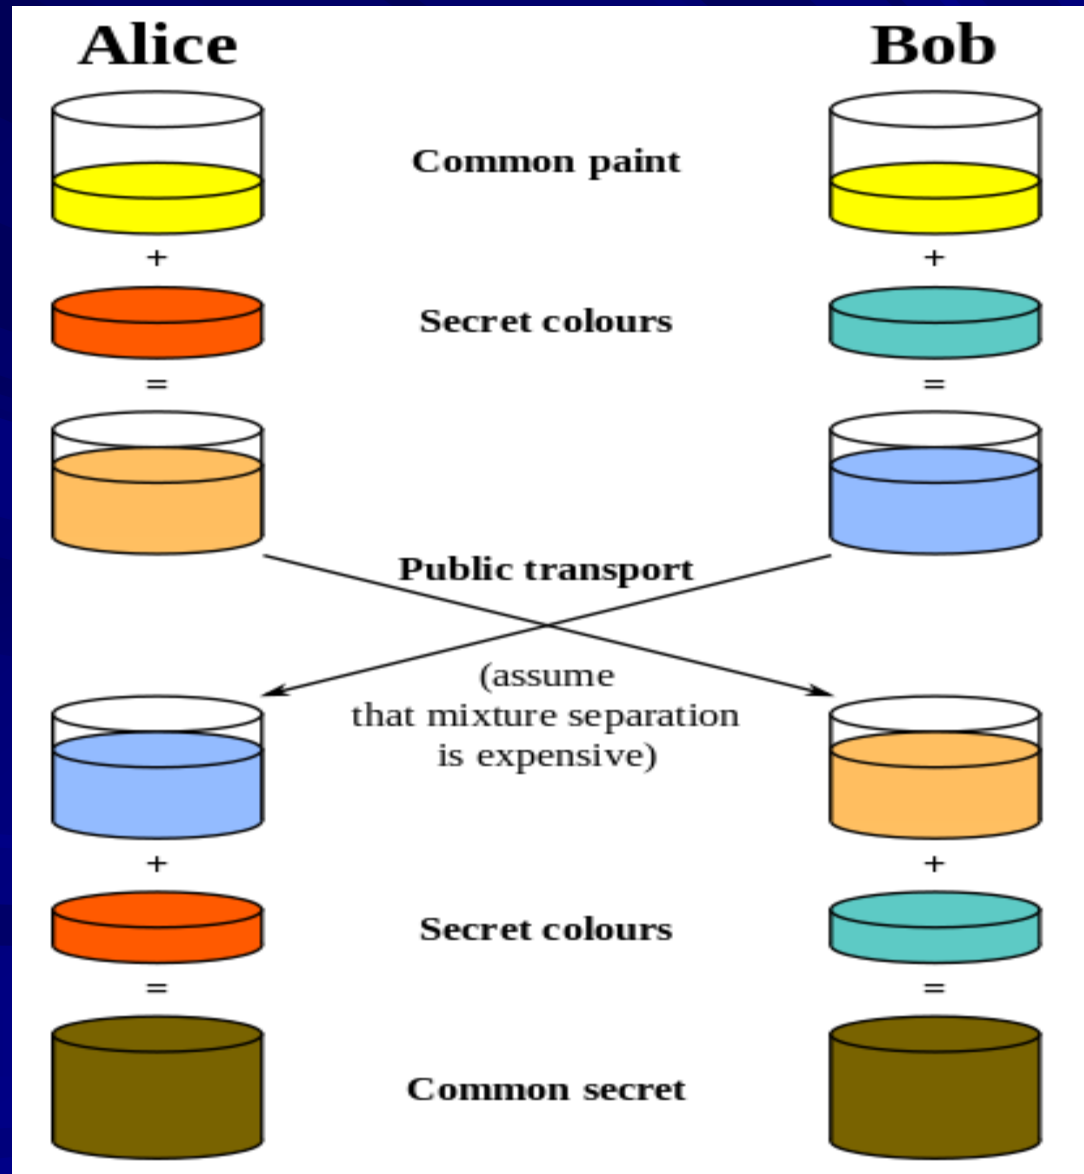 Alice
Bob
Common paint
+
+
Secret colours
=
=
Public transport
(assume
that mixture separation
is expensive)
+
+
Secret colours
=
=
Common secret